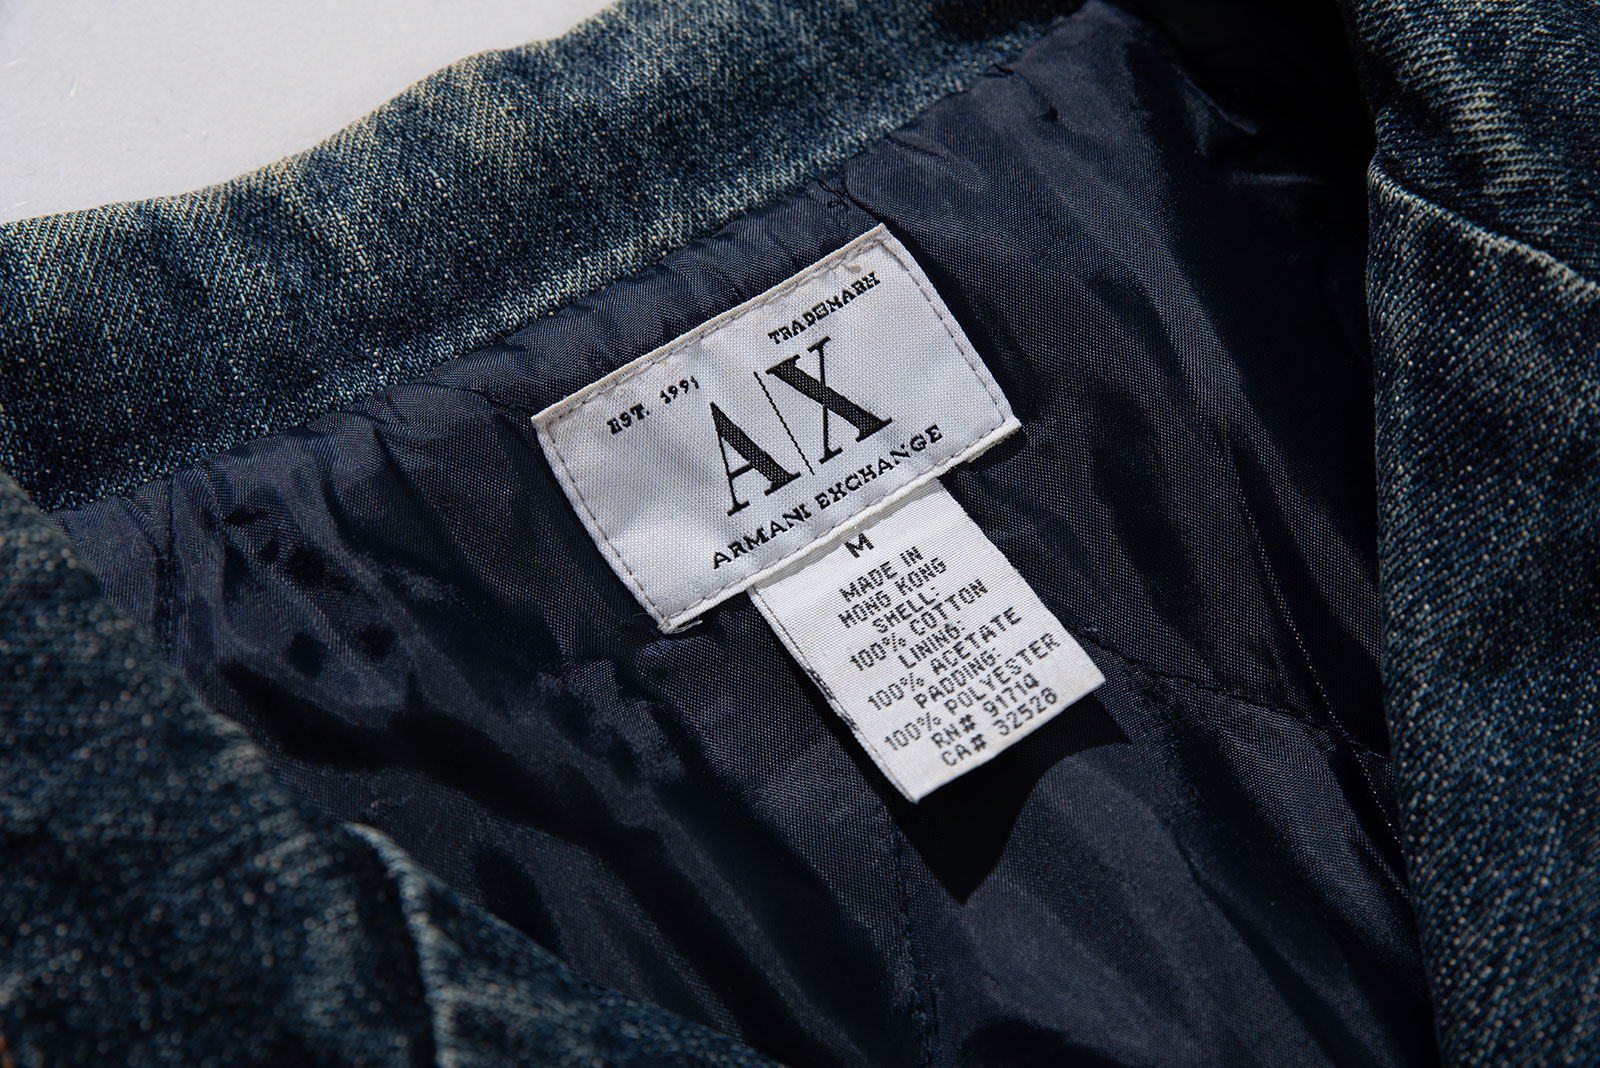 EST. 1991 TRADEMARK
A|X
ARMANI EXCHANGE
M
MADE IN
HONG KONG
SHELL:
100% COTTON
LINING:
100% ACETATE
PADDING:
100% POLYESTER
RN# 91710
CA# 32528